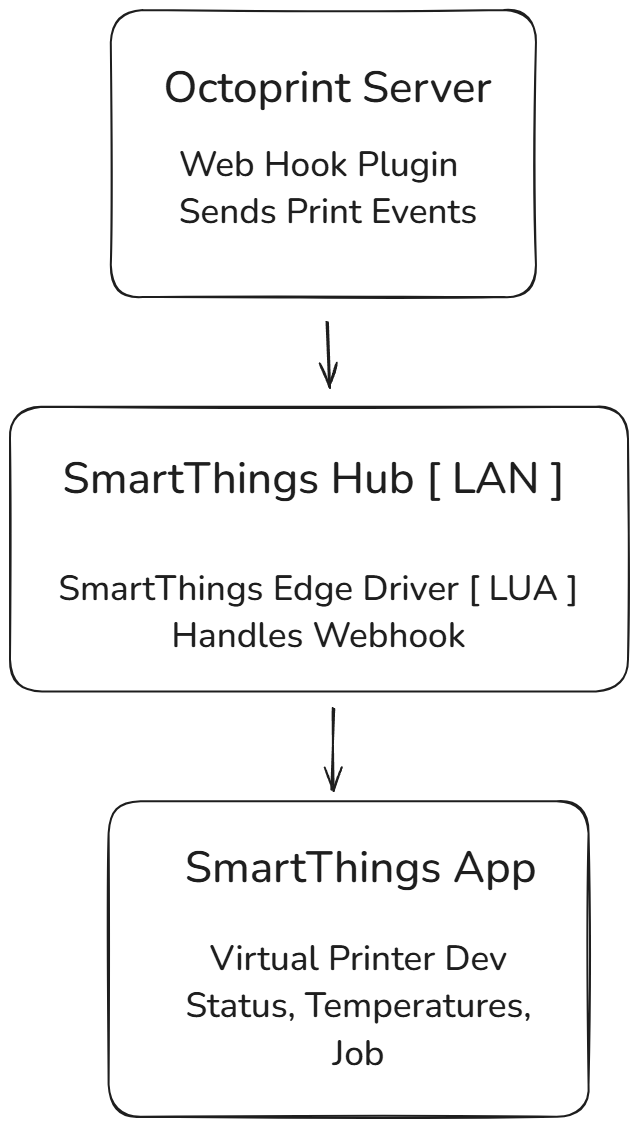 Octoprint Server
Web Hook Plugin
Sends Print Events
SmartThings Hub [ LAN ]
SmartThings Edge Driver [ LUA ]
Handles Webhook
SmartThings App
Virtual Printer Dev
Status, Temperatures,
Job